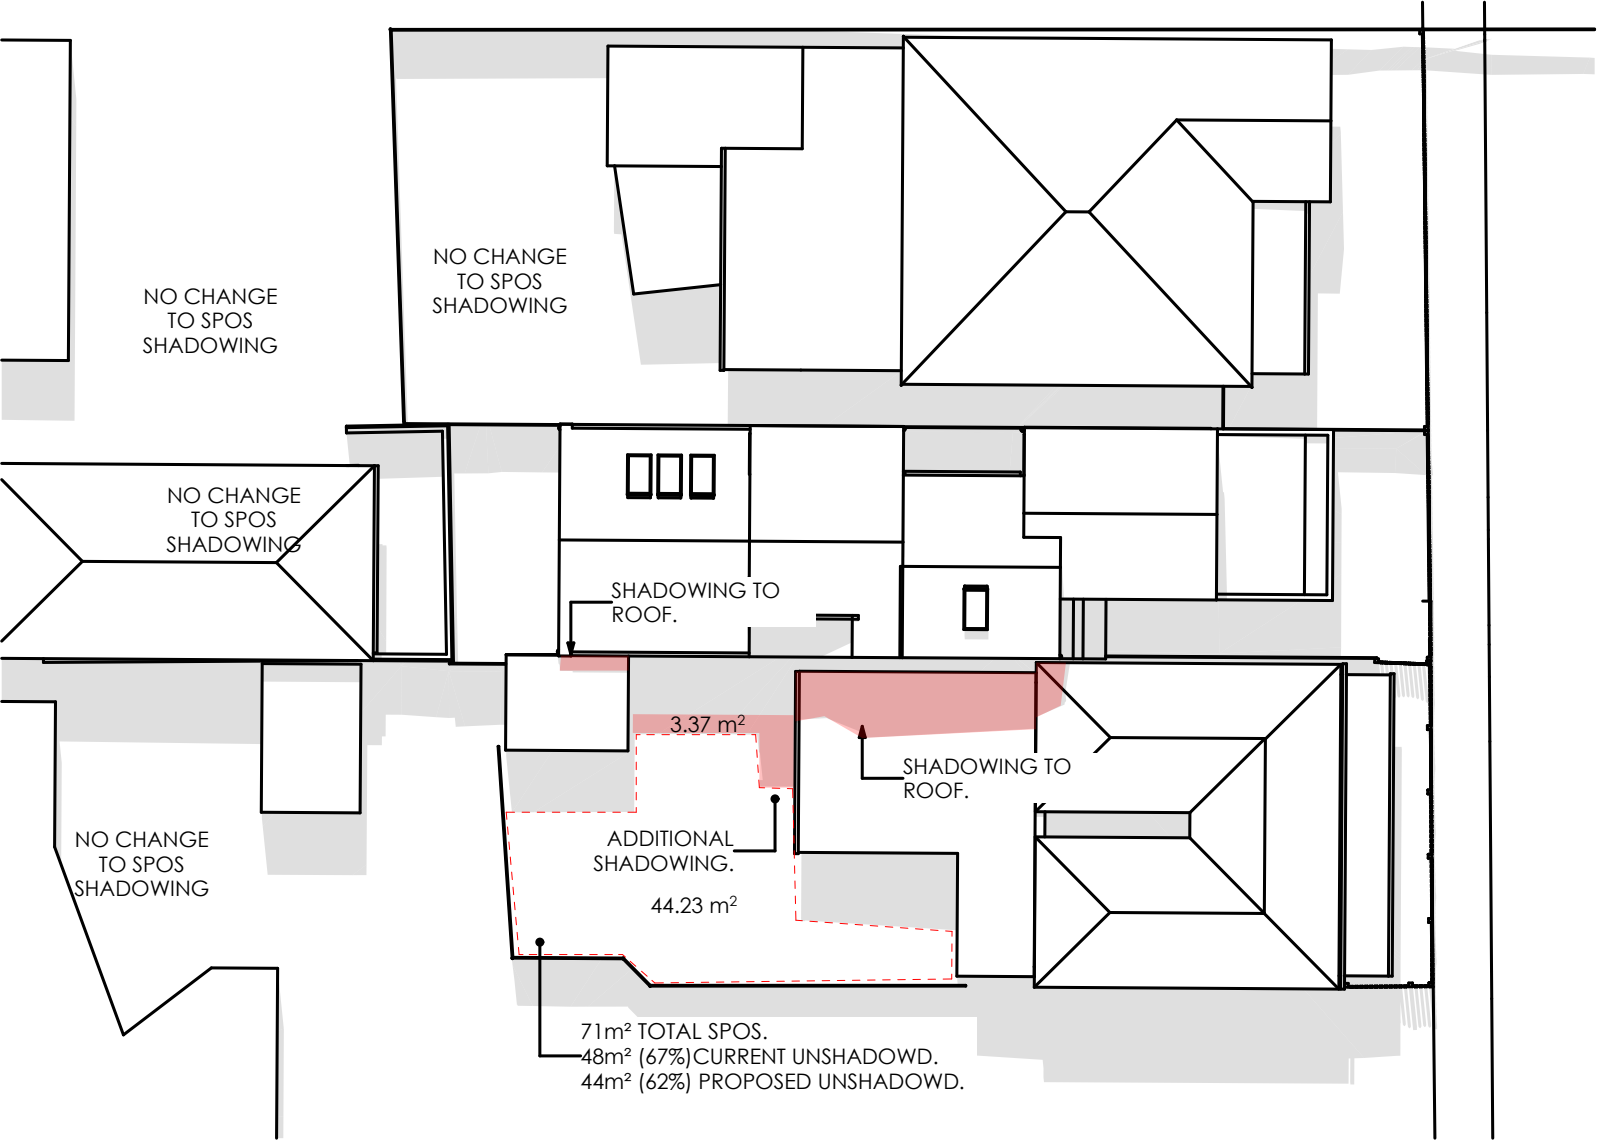 NO CHANGE
TO SPOS
SHADOWING
NO CHANGE
TO SPOS
SHADOWING
NO CHANGE
TO SPOS
SHADOWING
SHADOWING TO
ROOF.
3.37 m²
SHADOWING TO
ROOF.
ADDITIONAL
SHADOWING.
44.23 m²
NO CHANGE
TO SPOS
SHADOWING
71m² TOTAL SPOS.
48m² (67%)CURRENT UNSHADOWD.
44m² (62%) PROPOSED UNSHADOWD.